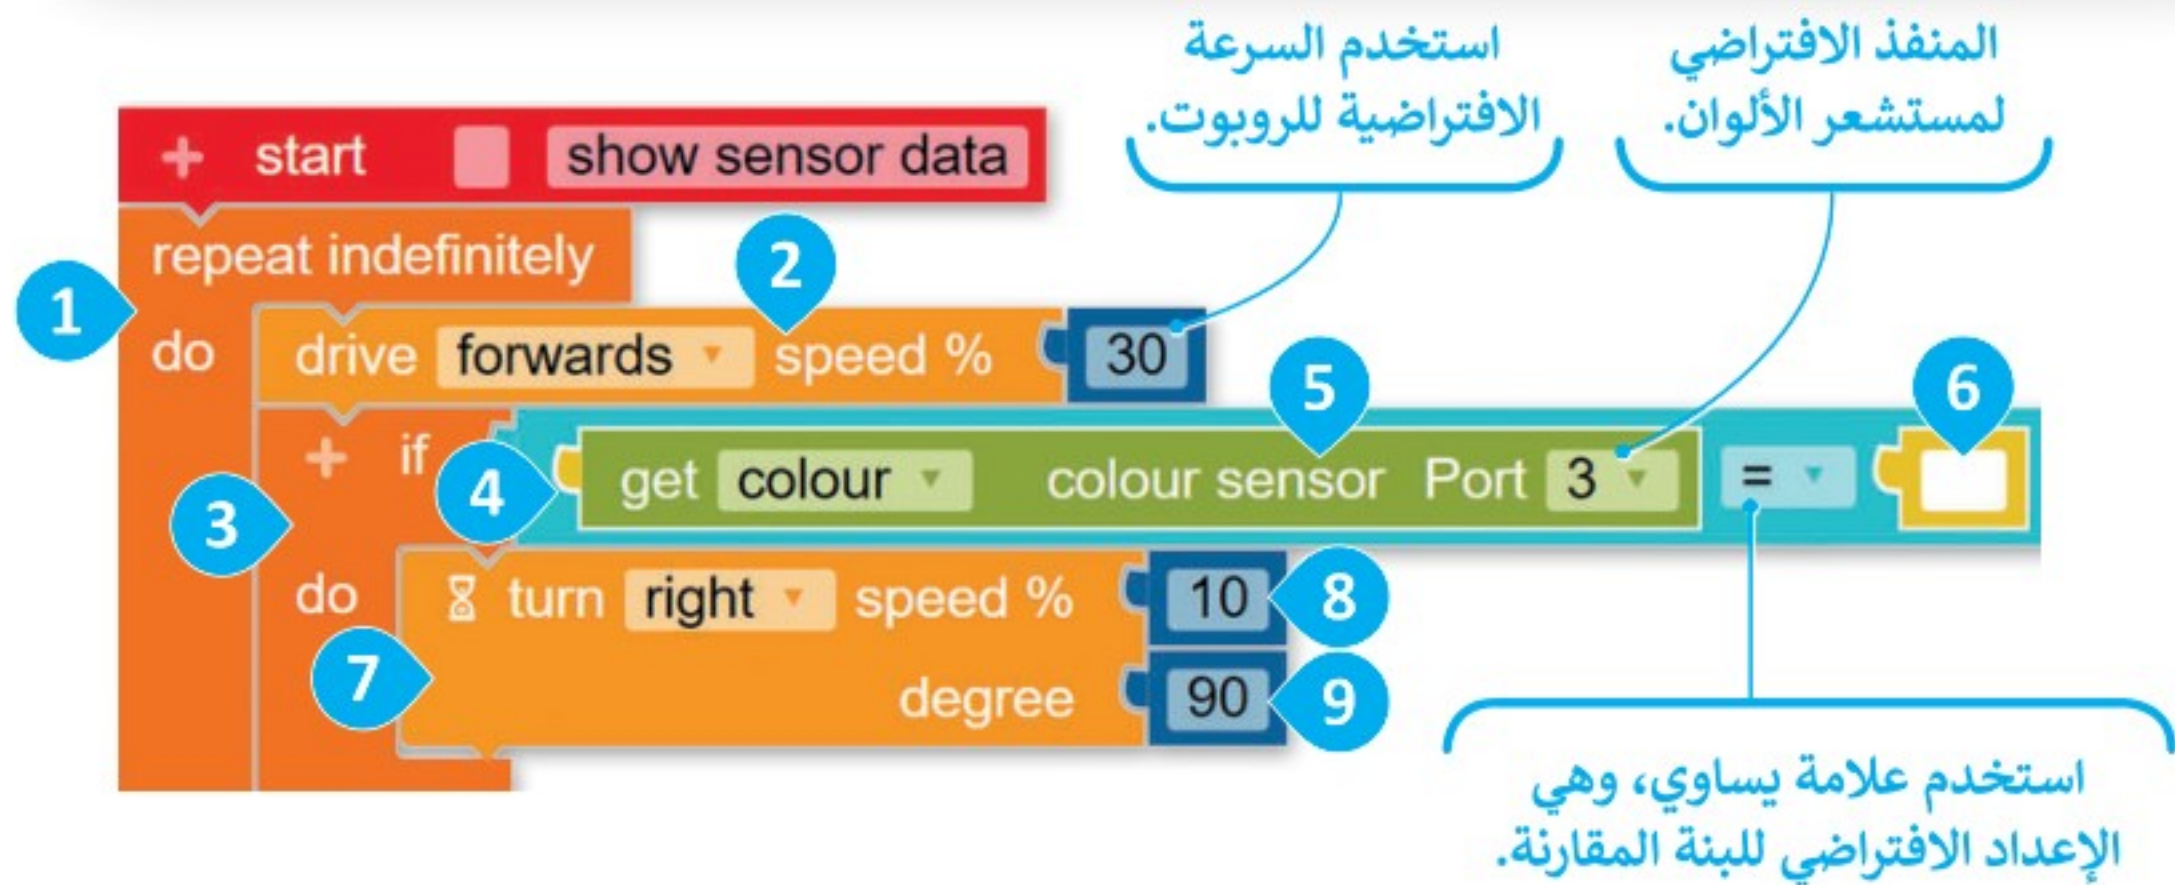 استخدم السرعة
الافتراضية للروبوت.
المنفذ الافتراضي
لمستشعر الألوان.
+ start show sensor data
repeat indefinitely
1
2
do
drive forwards speed % 30
3
+ if
4
get colour colour sensor Port 3 =
5
6
do
turn right speed % 10
7
8
degree 90
9
استخدم علامة يساوي، وهي
الإعداد الافتراضي للبنة المقارنة.